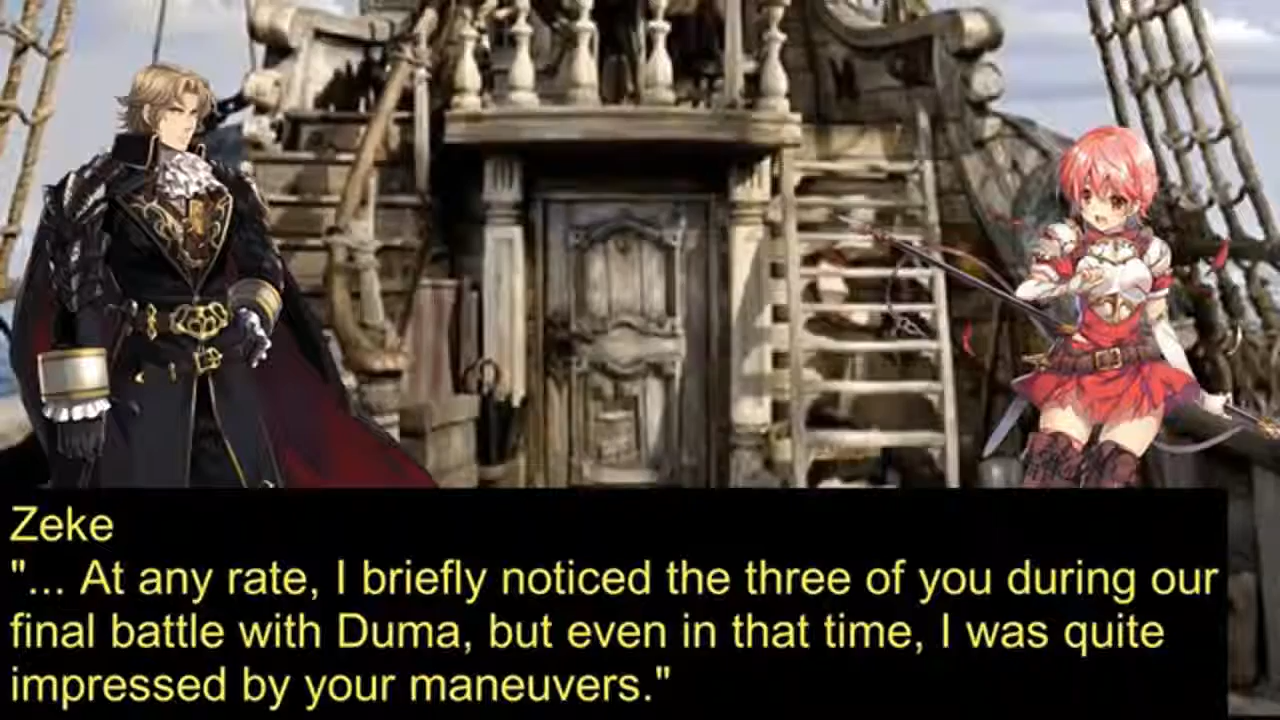 Zeke
"... At any rate, I briefly noticed the three of you during our
final battle with Duma, but even in that time, I was quite
impressed by your maneuvers."